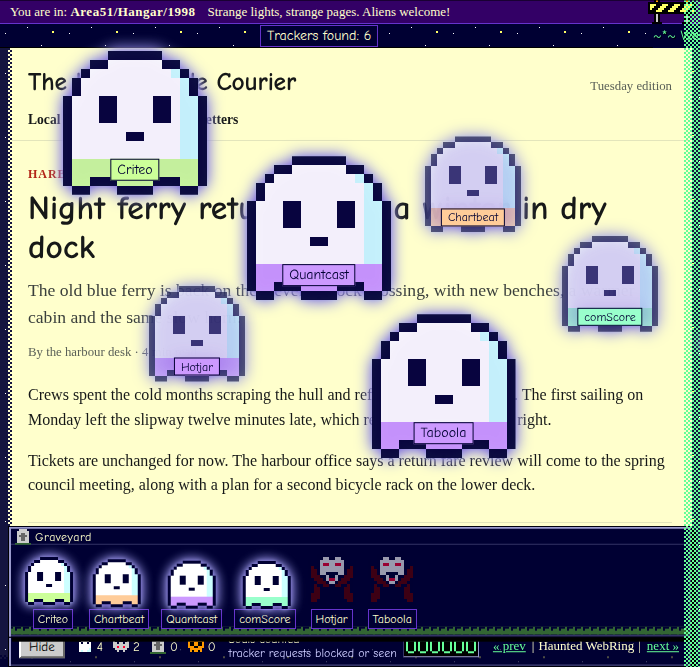 You are in: Area51/Hangar/1998 Strange lights, strange pages. Aliens welcome!
Trackers found: 6
~*~
The Courier
Tuesday edition
Local
Criteo
Chartbeat
Night ferry a in dry
dock
Quantcast
comScore
The old blue ferry is on the with new benches,
cabin and the
Hotjar
By the harbour desk · 4
Crews spent the cold months scraping the hull and The first sailing on
Monday left the slipway twelve minutes late, which right.
Taboola
Tickets are unchanged for now. The harbour office says a return fare review will come to the spring
council meeting, along with a plan for a second bicycle rack on the lower deck.
Graveyard
Criteo Chartbeat Quantcast comScore Hotjar Taboola
Hide 4 2 0 0 tracker requests blocked or seen « prev | Haunted WebRing | next »